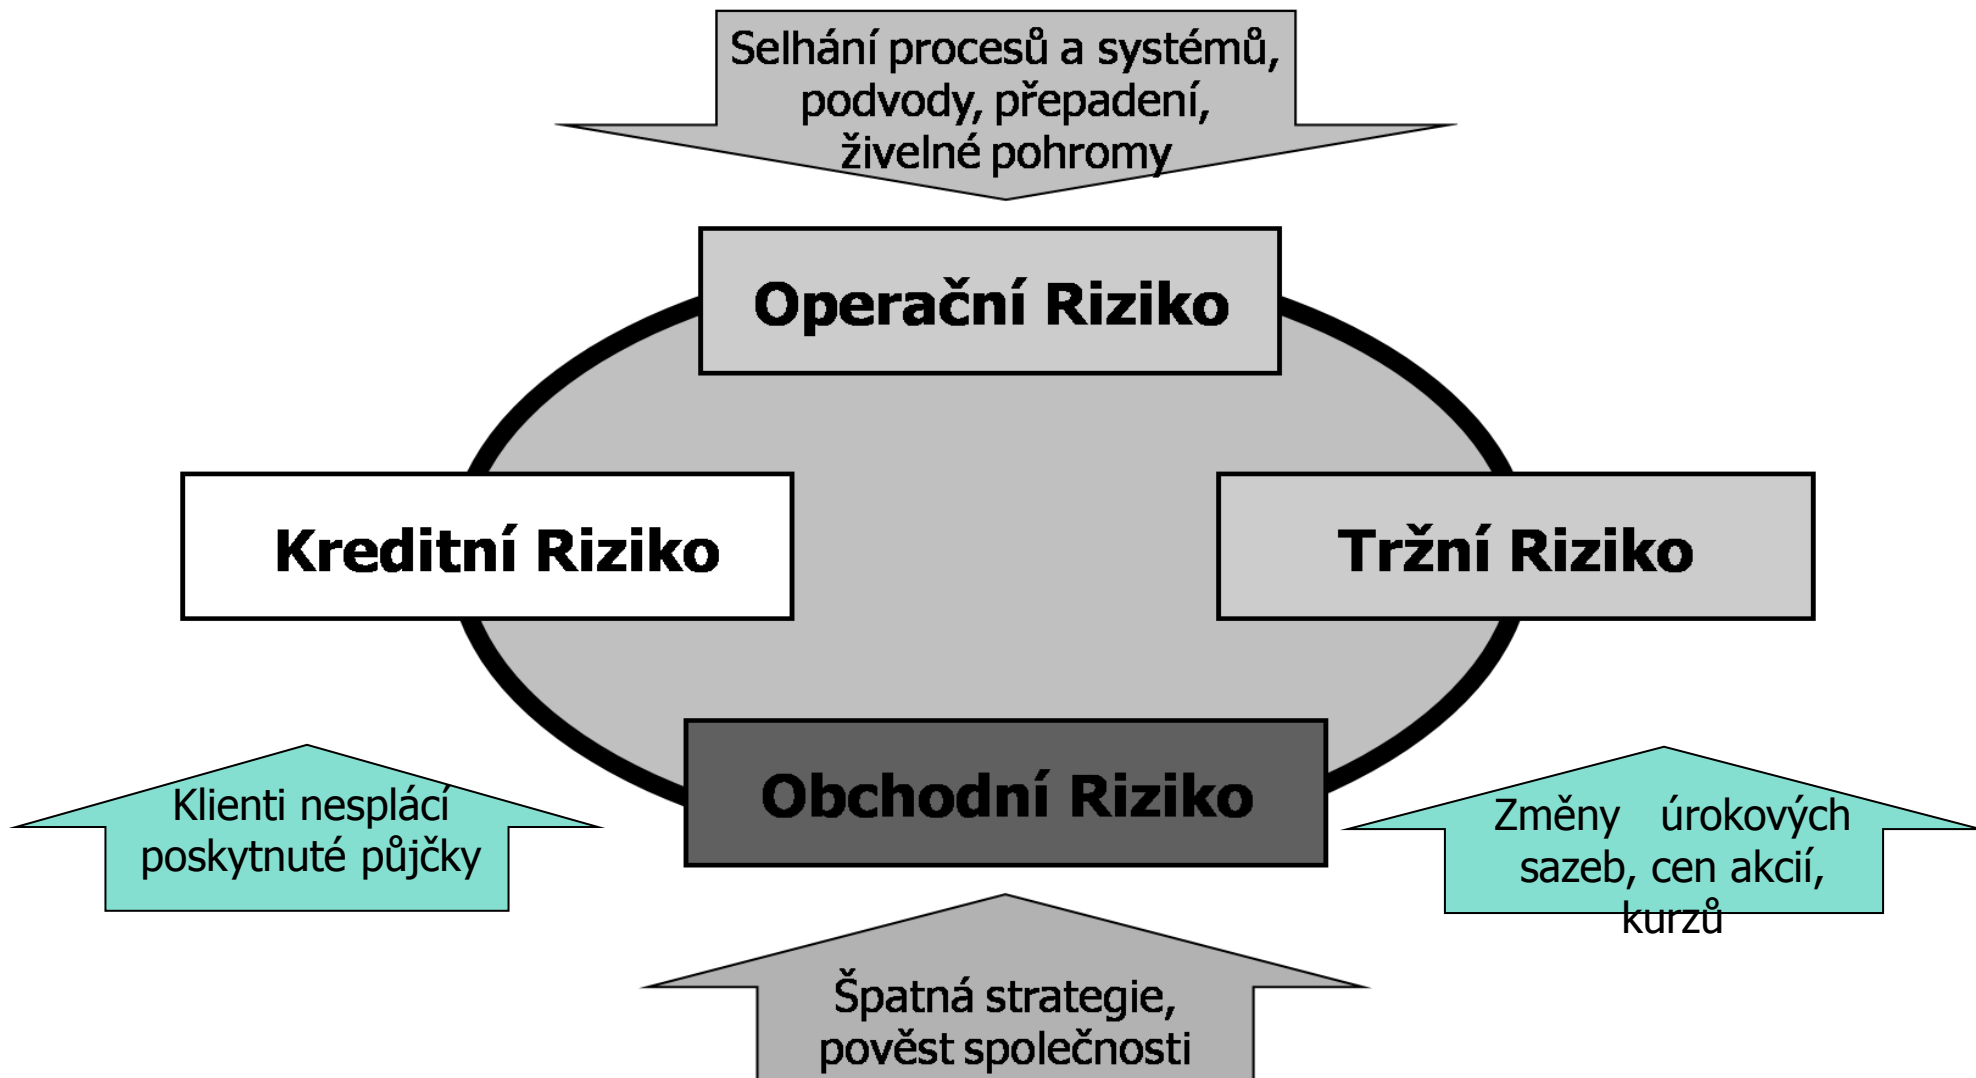 Selhání procesů a systémů,
podvody, přepadení,
živelné pohromy
Operační Riziko
Kreditní Riziko
Tržní Riziko
Obchodní Riziko
Klienti nesplácí
poskytnuté půjčky
Změny úrokových
sazeb, cen akcií,
kurzů
Špatná strategie,
pověst společnosti